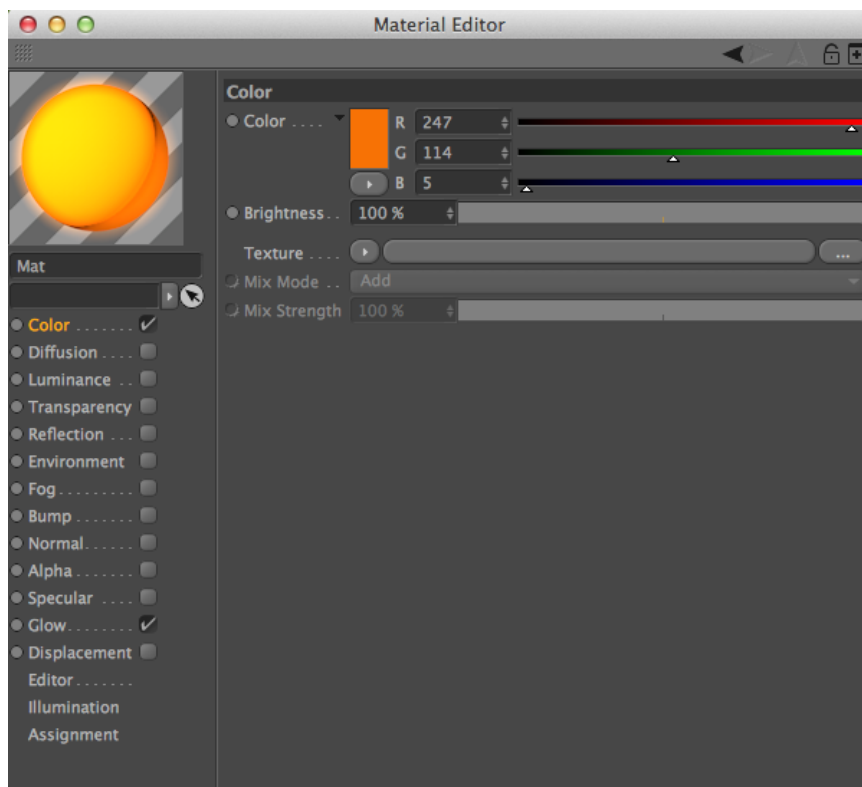 Material Editor
Color
Color .... R 247
G 114
B 5
Brightness.. 100 %
Texture .... ...
Mix Mode .. Add
Mix Strength 100 %
Mat
Color .......
Diffusion ....
Luminance ..
Transparency
Reflection ...
Environment
Fog.........
Bump .......
Normal......
Alpha .......
Specular ....
Glow........
Displacement
Editor.......
Illumination
Assignment